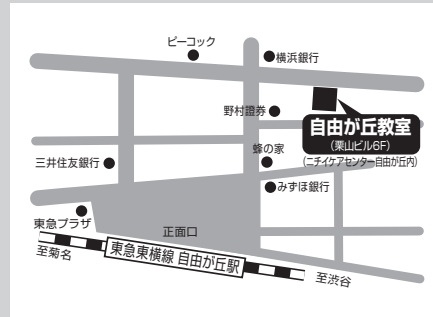 ピーコック
横浜銀行
野村證券
自由が丘教室
(栗山ビル6F)
(ニチイケアセンター自由が丘内)
蜂の家
三井住友銀行
みずほ銀行
東急プラザ
正面口
至菊名
東急東横線 自由が丘駅
至渋谷